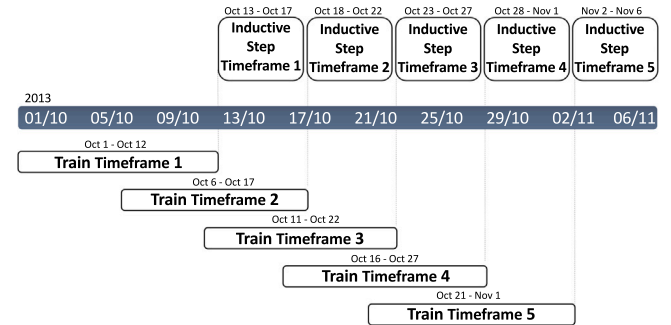 Oct 13 - Oct 17
Inductive
Step
Timeframe 1
Oct 18 - Oct 22
Inductive
Step
Timeframe 2
Oct 23 - Oct 27
Inductive
Step
Timeframe 3
Oct 28 - Nov 1
Inductive
Step
Timeframe 4
Nov 2 - Nov 6
Inductive
Step
Timeframe 5
2013
01/10 05/10 09/10 13/10 17/10 21/10 25/10 29/10 02/11 06/11
Oct 1 - Oct 12
Train Timeframe 1
Oct 6 - Oct 17
Train Timeframe 2
Oct 11 - Oct 22
Train Timeframe 3
Oct 16 - Oct 27
Train Timeframe 4
Oct 21 - Nov 1
Train Timeframe 5